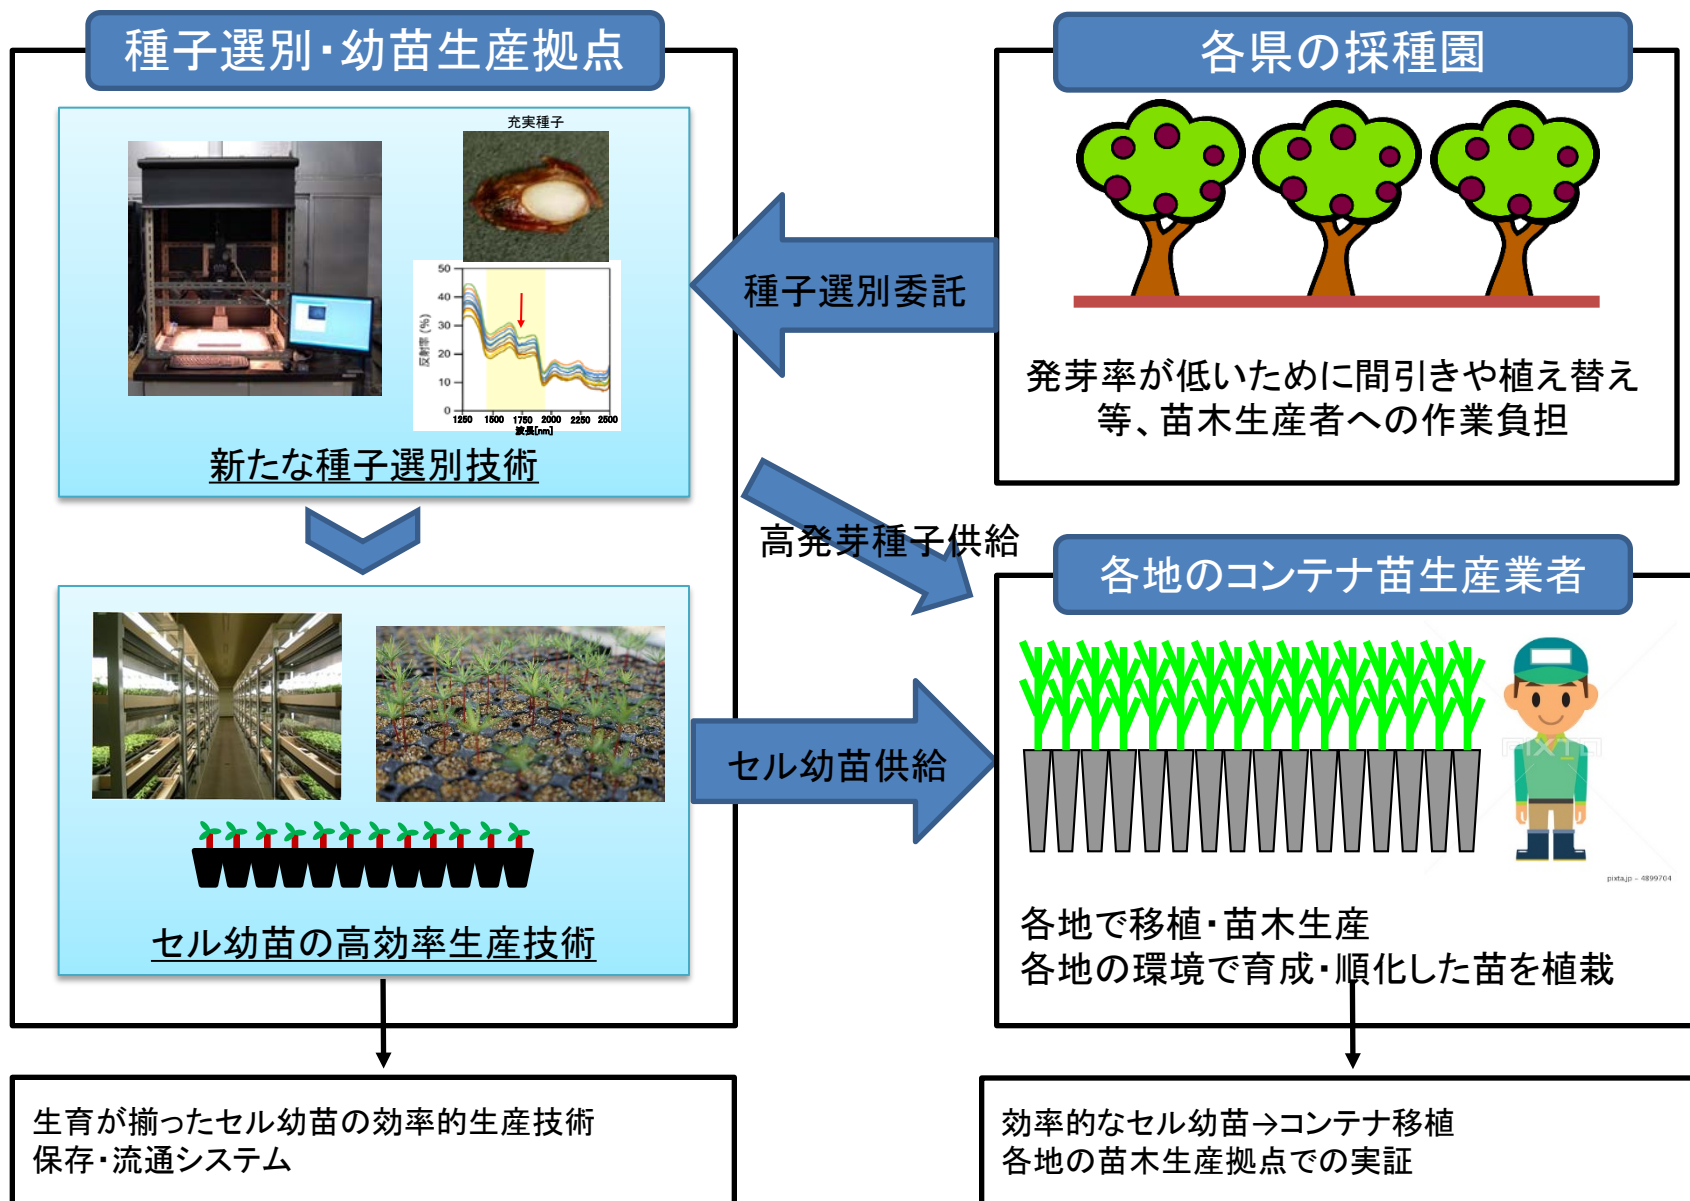 種子選別・幼苗生産拠点
充実種子
50
40
30
20
10
0
反射率(%)
1250 1500 1750 2000 2250 2500
波長[nm]
新たな種子選別技術
セル幼苗の高効率生産技術
生育が揃ったセル幼苗の効率的生産技術
保存・流通システム
種子選別委託
高発芽種子供給
セル幼苗供給
各県の採種園
発芽率が低いために間引きや植え替え
等、苗木生産者への作業負担
各地のコンテナ苗生産業者
PIXTA
pixta.jp - 4899704
各地で移植・苗木生産
各地の環境で育成・順化した苗を植栽
効率的なセル幼苗→コンテナ移植
各地の苗木生産拠点での実証